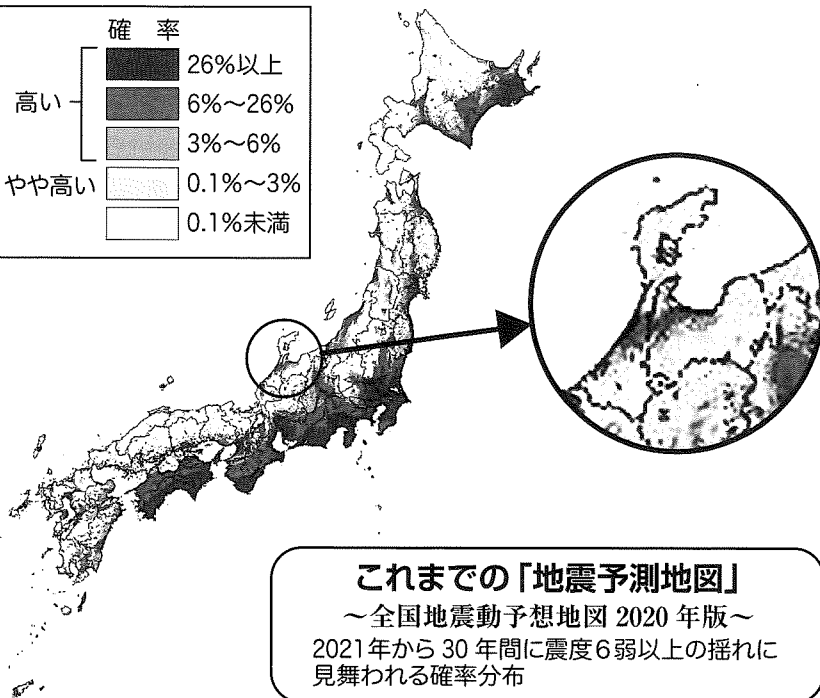 確 率
高い
26%以上
6%〜26%
3%〜6%
やや高い
0.1%〜3%
0.1%未満
これまでの「地震予測地図」
〜全国地震動予想地図 2020 年版〜
2021年から 30 年間に震度6弱以上の揺れに
見舞われる確率分布